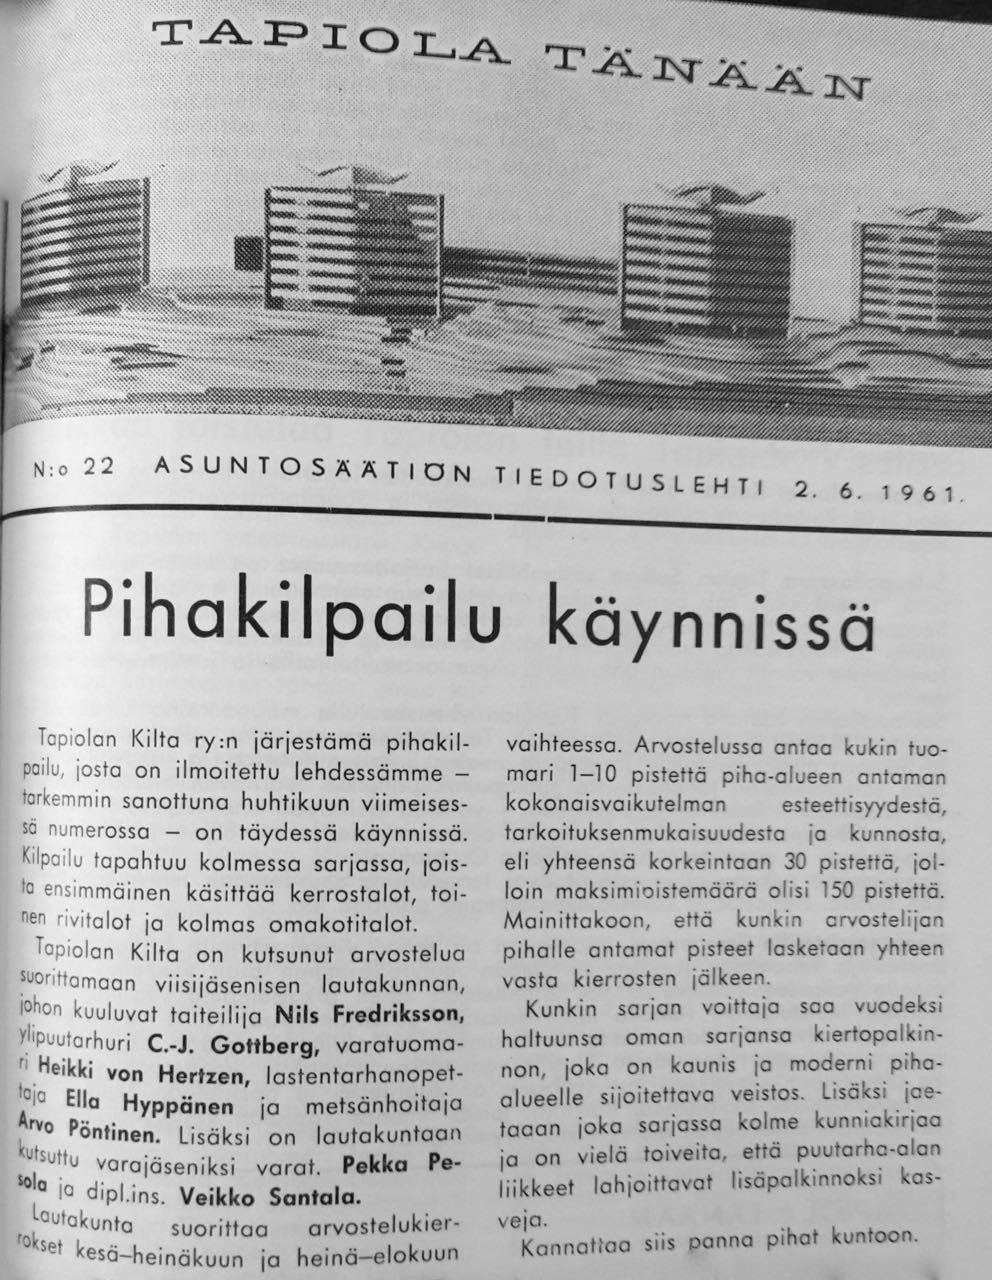 TAPIOLA TÄNÄÄN
N:o 22 ASUNTOSÄÄTIÖN TIEDOTUSLEHTI 2. 6. 1961.
Pihakilpailu käynnissä
Tapiolan Kilta ry:n järjestämä pihakil-
pailu, josta on ilmoitettu lehdessämme –
tarkemmin sanottuna huhtikuun viimeises-
sä numerossa – on täydessä käynnissä.
Kilpailu tapahtuu kolmessa sarjassa, jois-
ta ensimmäinen käsittää kerrostalot, toi-
nen rivitalot ja kolmas omakotitalot.
Tapiolan Kilta on kutsunut arvostelua
suorittamaan viisijäsenisen lautakunnan,
johon kuuluvat taiteilija Nils Fredriksson,
ylipuutarhuri C.-J. Gottberg, varatuoma-
ri Heikki von Hertzen, lastentarhanopet-
taja Ella Hyppänen ja metsänhoitaja
Arvo Pöntinen. Lisäksi on lautakuntaan
kutsuttu varajäseniksi varat. Pekka Pe-
sola ja dipl.ins. Veikko Santala.
Lautakunta suorittaa arvostelukier-
rokset kesä–heinäkuun ja heinä–elokuun
vaihteessa. Arvostelussa antaa kukin tuo-
mari 1–10 pistettä piha-alueen antaman
kokonaisvaikutelman esteettisyydestä,
tarkoituksenmukaisuudesta ja kunnosta,
eli yhteensä korkeintaan 30 pistettä, jol-
loin maksimipistemäärä olisi 150 pistettä.
Mainittakoon, että kunkin arvostelijan
pihalle antamat pisteet lasketaan yhteen
vasta kierrosten jälkeen.
Kunkin sarjan voittaja saa vuodeksi
haltuunsa oman sarjansa kiertopalkin-
non, joka on kaunis ja moderni piha-
alueelle sijoitettava veistos. Lisäksi jae-
taaan joka sarjassa kolme kunniakirjaa
ja on vielä toiveita, että puutarha-alan
liikkeet lahjoittavat lisäpalkinnoksi kas-
veja.
Kannattaa siis panna pihat kuntoon.